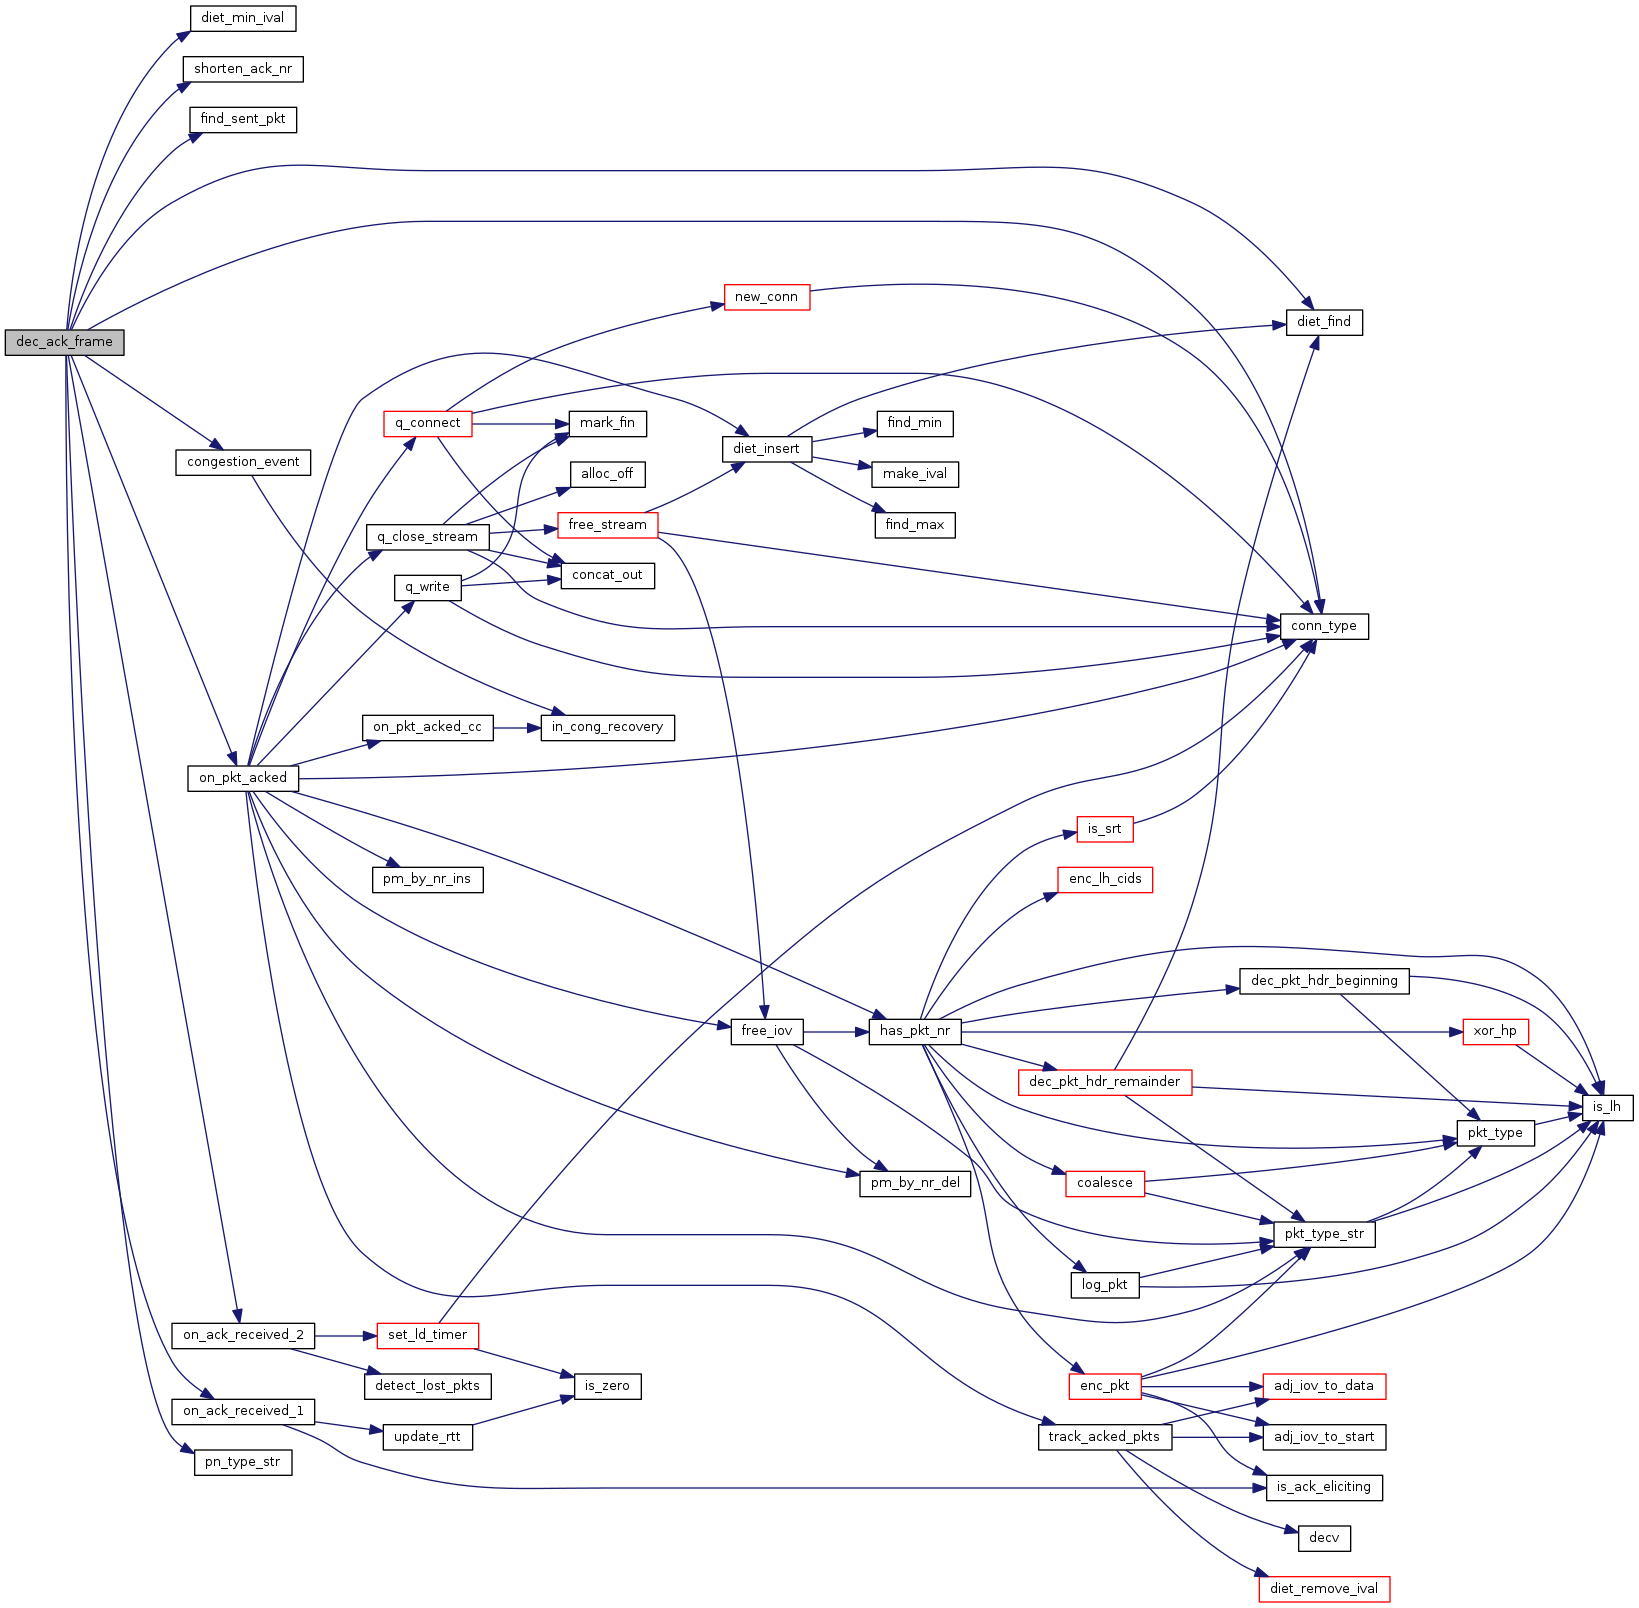 diet_min_ival
shorten_ack_nr
find_sent_pkt
new_conn
diet_find
dec_ack_frame
q_connect
mark_fin
find_min
diet_insert
congestion_event
alloc_off
make_ival
free_stream
find_max
q_close_stream
concat_out
q_write
conn_type
on_pkt_acked_cc
in_cong_recovery
on_pkt_acked
is_srt
pm_by_nr_ins
enc_lh_cids
dec_pkt_hdr_beginning
free_iov
has_pkt_nr
xor_hp
dec_pkt_hdr_remainder
is_lh
pkt_type
coalesce
pm_by_nr_del
pkt_type_str
log_pkt
on_ack_received_2
set_ld_timer
detect_lost_pkts
is_zero
enc_pkt
adj_iov_to_data
on_ack_received_1
update_rtt
track_acked_pkts
adj_iov_to_start
pn_type_str
is_ack_eliciting
decv
diet_remove_ival